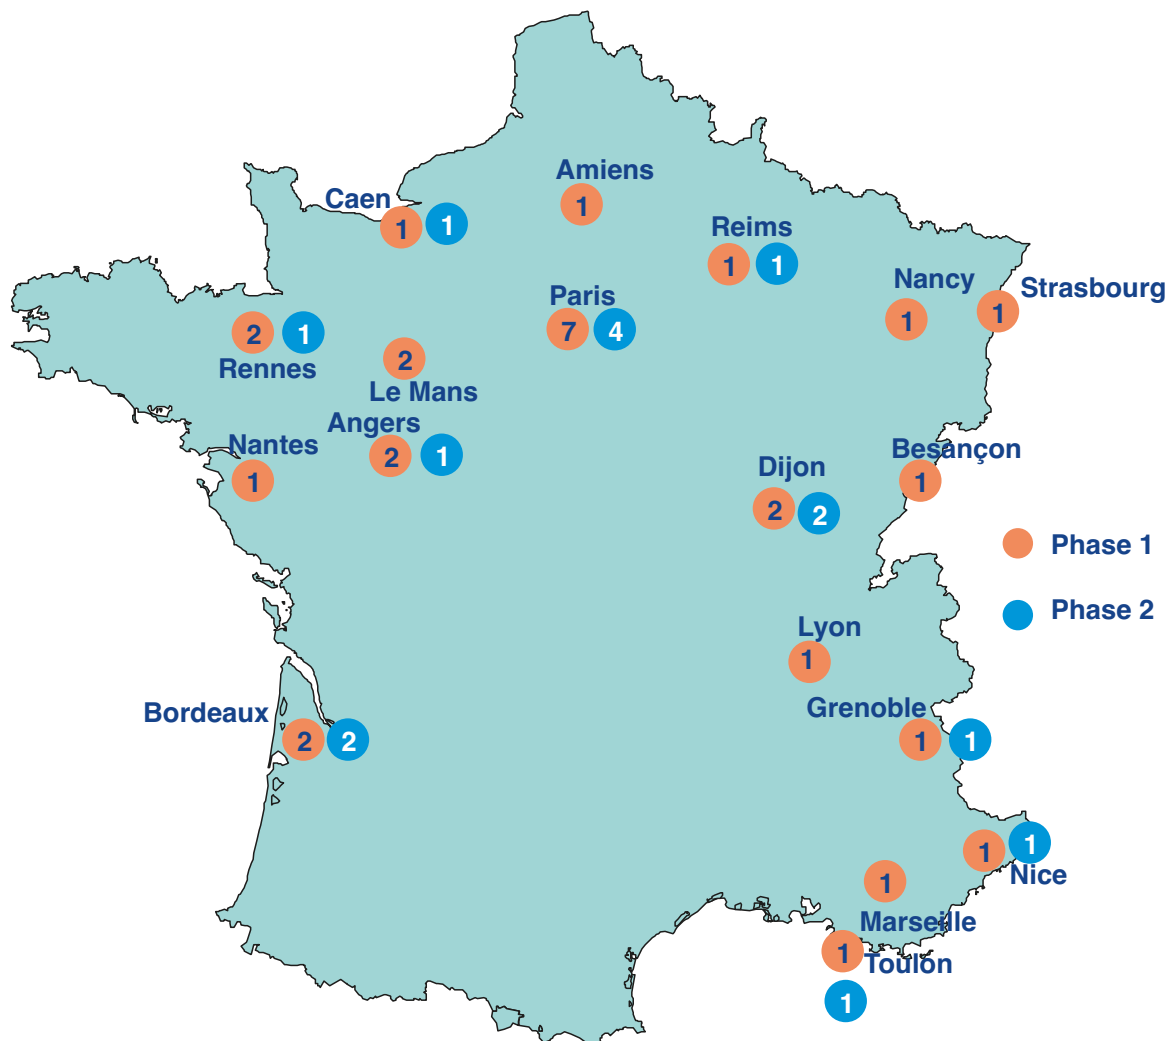 Amiens
1
Caen
1 1
Reims
1 1
Nancy
1
Strasbourg
1
Paris
7 4
2 1
Rennes
2
Le Mans
Angers
2 1
Nantes
1
Besançon
1
Dijon
2 2
Phase 1
Phase 2
Lyon
1
Grenoble
1 1
Bordeaux
2 2
1 1
Nice
1
Marseille
1
Toulon
1